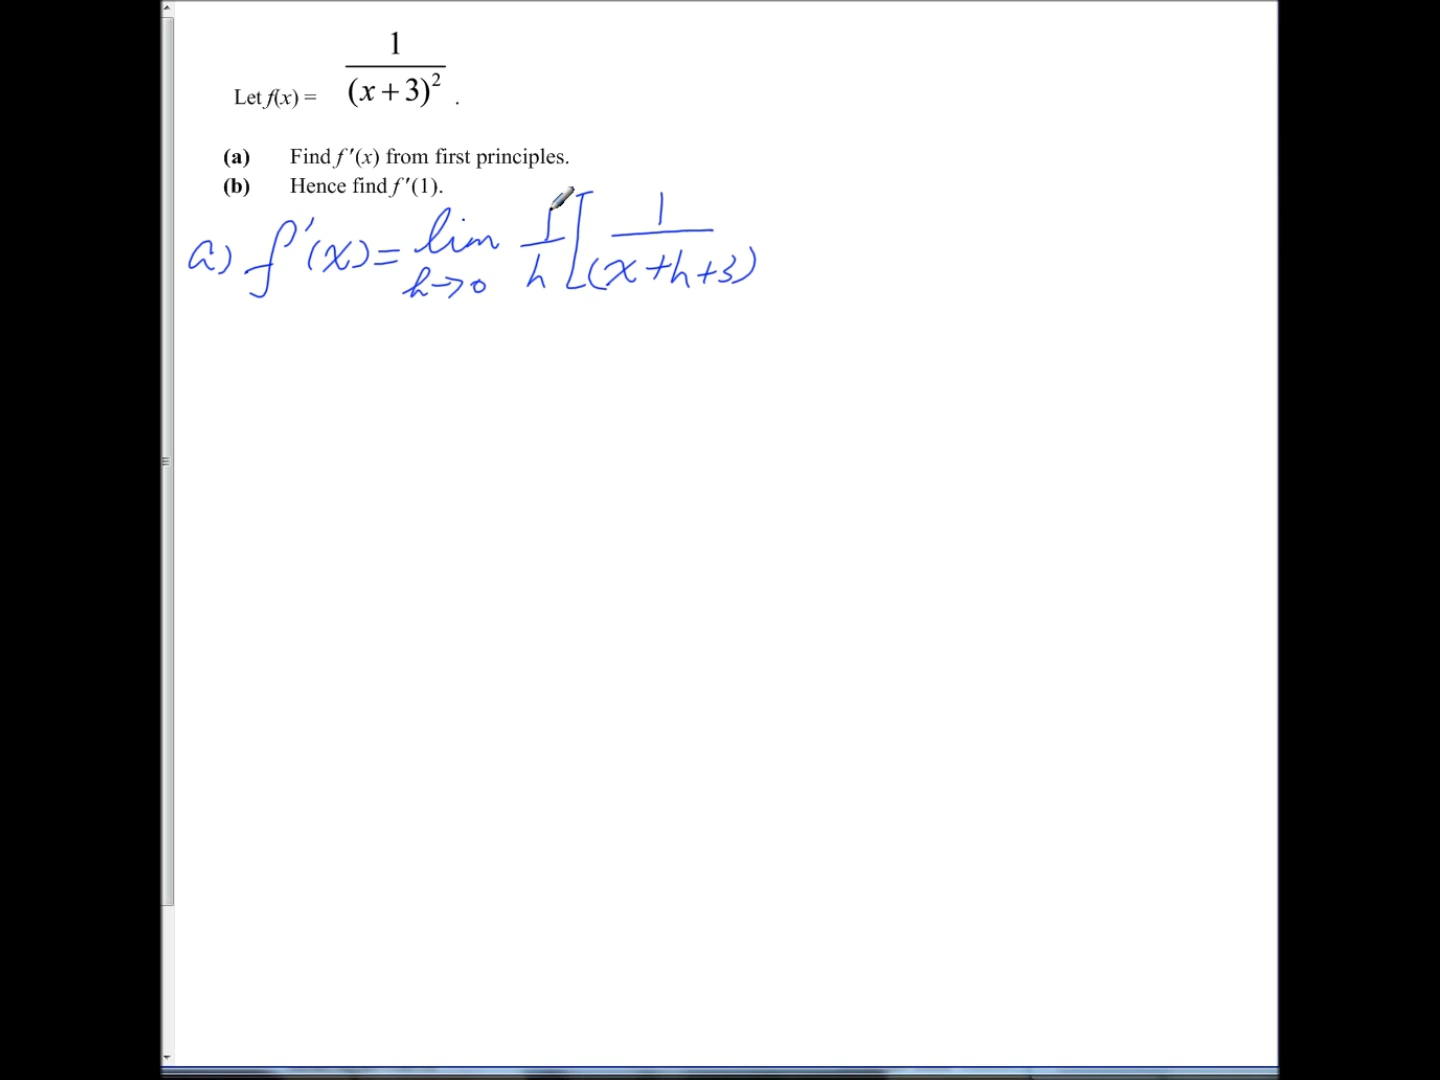 1
Let f(x) = (x+3)² .
(a) Find f ′(x) from first principles.
(b) Hence find f ′(1).
a) f'(x) = lim 1 [ 1
h→0 h (x+h+3)